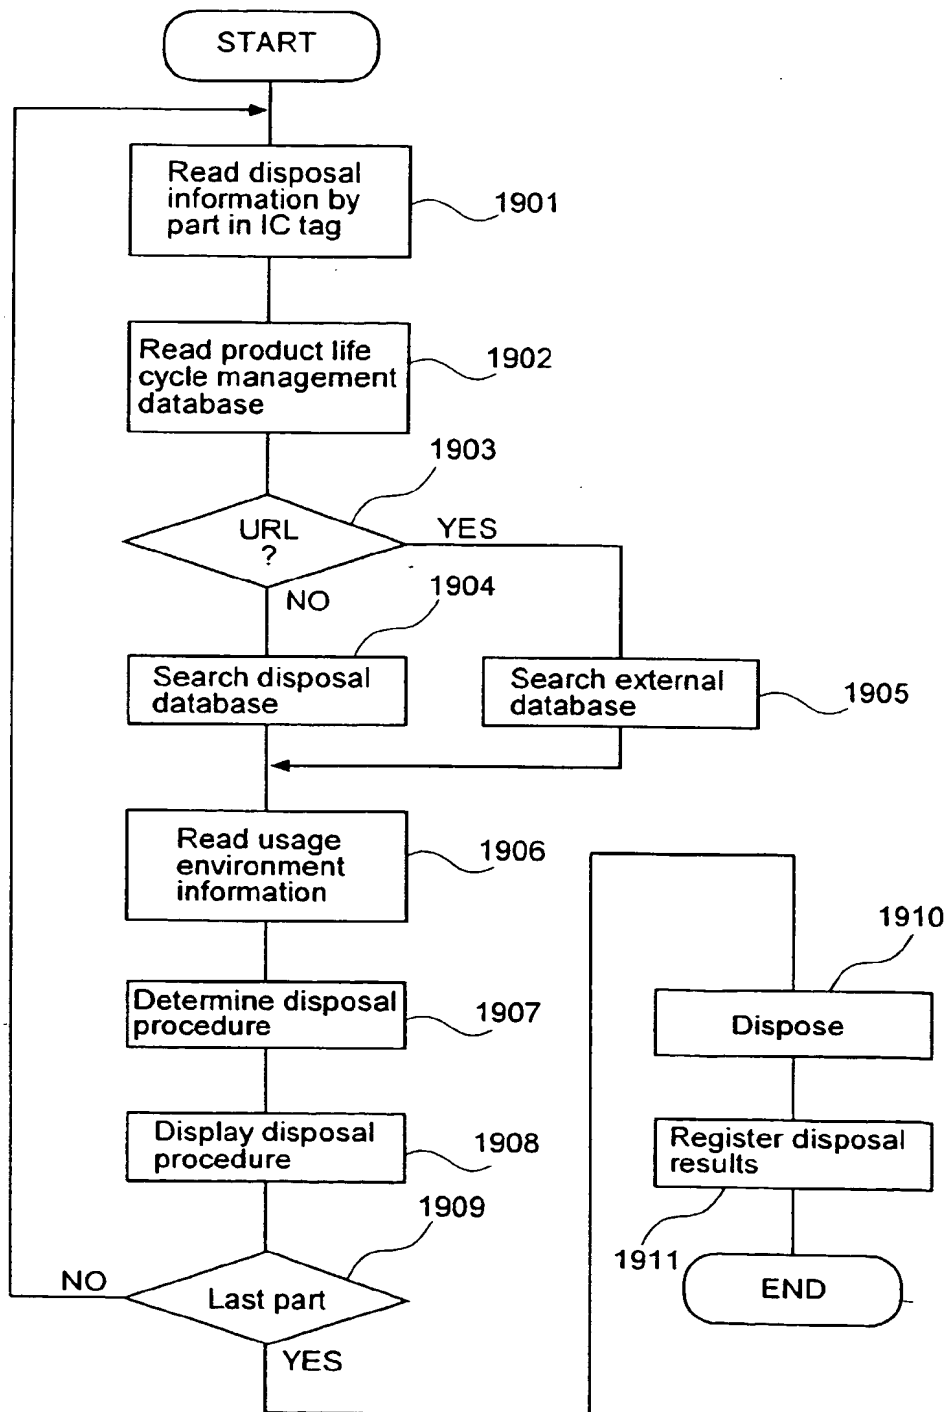 START
Read disposal
information by
part in IC tag
1901
Read product life
cycle management
database
1902
1903
URL
?
YES
NO
1904
Search disposal
database
Search external
database
1905
Read usage
environment
information
1906
Determine disposal
procedure
1907
Display disposal
procedure
1908
1909
Last part
NO
YES
1910
Dispose
Register disposal
results
1911
END